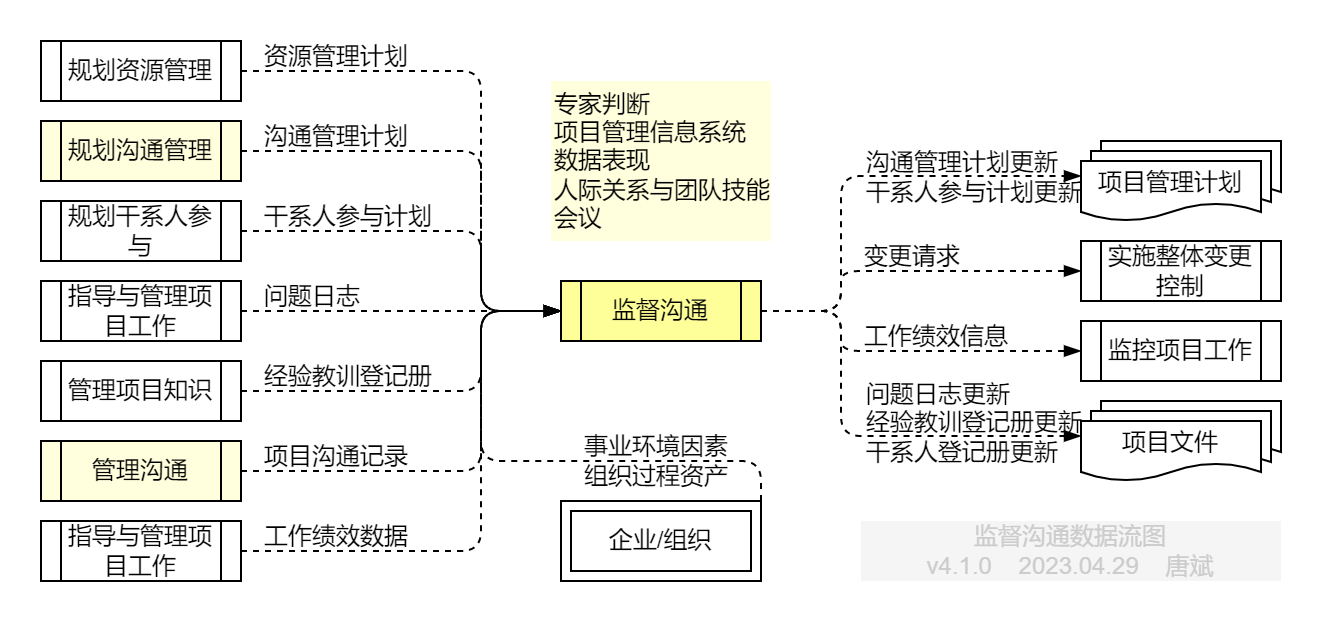 规划资源管理
资源管理计划
规划沟通管理
沟通管理计划
规划干系人参
与
干系人参与计划
指导与管理项
目工作
问题日志
管理项目知识
经验教训登记册
管理沟通
项目沟通记录
指导与管理项
目工作
工作绩效数据
专家判断
项目管理信息系统
数据表现
人际关系与团队技能
会议
监督沟通
事业环境因素
组织过程资产
企业/组织
沟通管理计划更新
干系人参与计划更新
项目管理计划
变更请求
实施整体变更
控制
工作绩效信息
监控项目工作
问题日志更新
经验教训登记册更新
干系人登记册更新
项目文件
监督沟通数据流图
v4.1.0 2023.04.29 唐斌